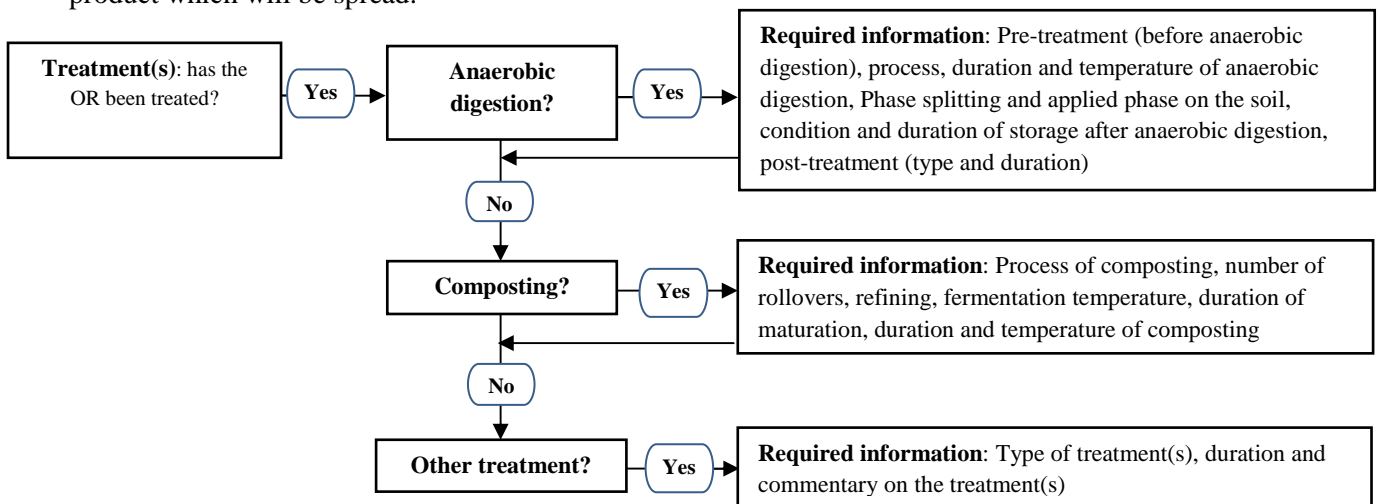 product which will be spread.
Treatment(s): has the
OR been treated?
Yes
Anaerobic
digestion?
Yes
Required information: Pre-treatment (before anaerobic
digestion), process, duration and temperature of anaerobic
digestion, Phase splitting and applied phase on the soil,
condition and duration of storage after anaerobic digestion,
post-treatment (type and duration)
No
Composting?
Yes
Required information: Process of composting, number of
rollovers, refining, fermentation temperature, duration of
maturation, duration and temperature of composting
No
Other treatment?
Yes
Required information: Type of treatment(s), duration and
commentary on the treatment(s)